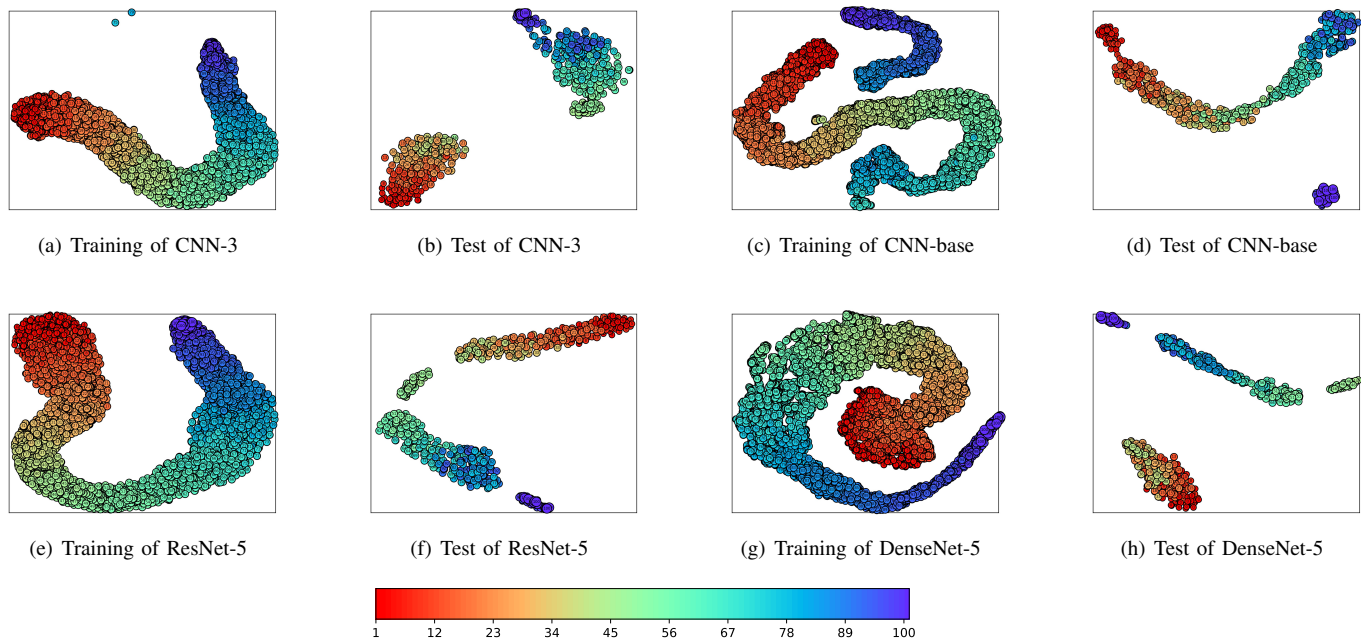 (a) Training of CNN-3
(b) Test of CNN-3
(c) Training of CNN-base
(d) Test of CNN-base
(e) Training of ResNet-5
(f) Test of ResNet-5
(g) Training of DenseNet-5
(h) Test of DenseNet-5
1 12 23 34 45 56 67 78 89 100